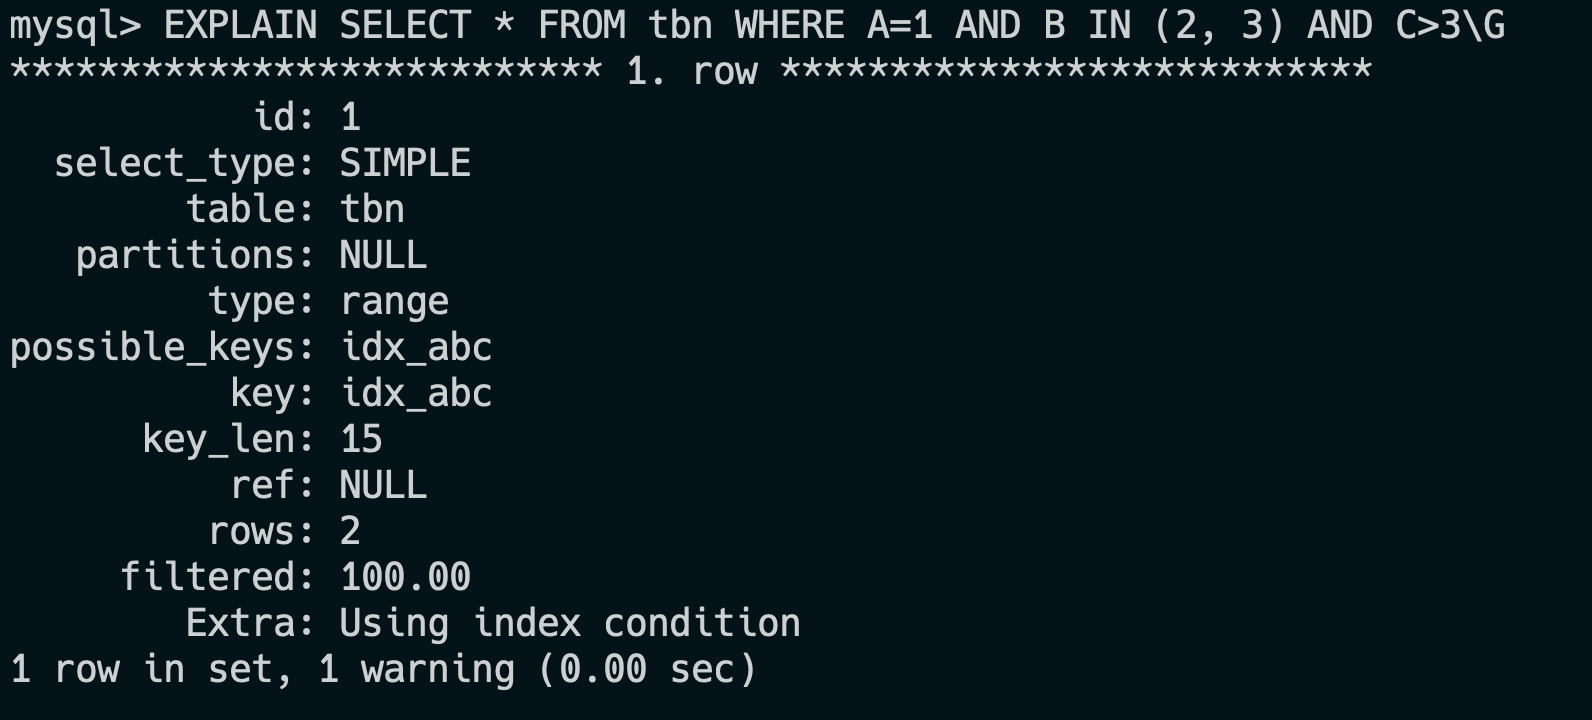 mysql> EXPLAIN SELECT * FROM tbn WHERE A=1 AND B IN (2, 3) AND C>3\G
*************************** 1. row ***************************
           id: 1
  select_type: SIMPLE
        table: tbn
   partitions: NULL
         type: range
possible_keys: idx_abc
          key: idx_abc
      key_len: 15
          ref: NULL
         rows: 2
     filtered: 100.00
        Extra: Using index condition
1 row in set, 1 warning (0.00 sec)